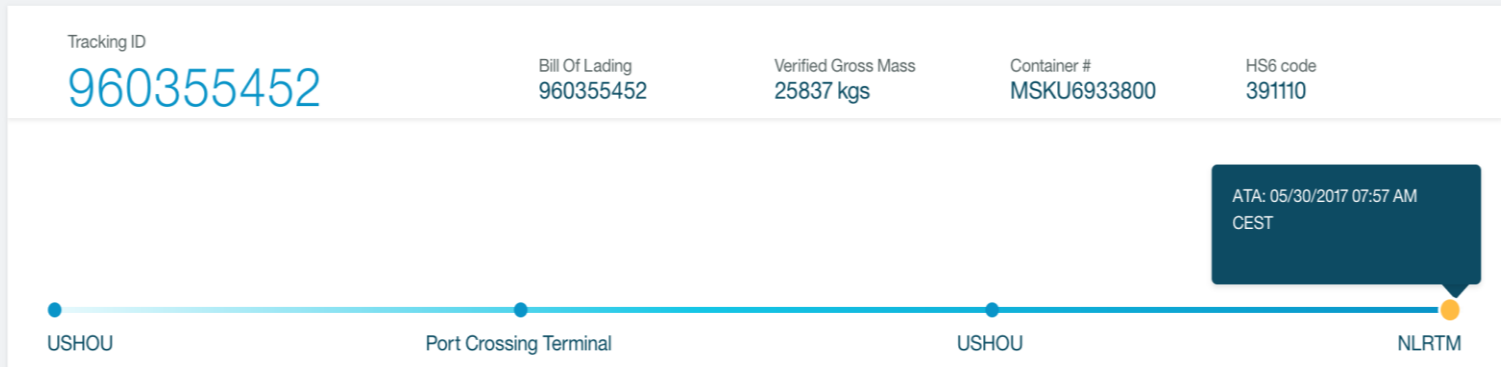 Tracking ID
960355452
Bill Of Lading
960355452
Verified Gross Mass
25837 kgs
Container #
MSKU6933800
HS6 code
391110
ATA: 05/30/2017 07:57 AM
CEST
USHOU
Port Crossing Terminal
USHOU
NLRTM